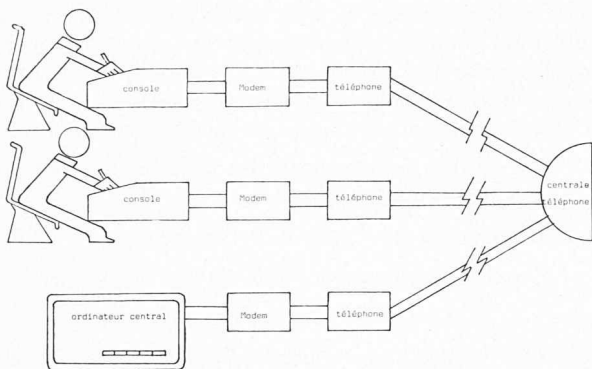 console
Modem
téléphone
console
Modem
téléphone
centrale
téléphone
ordinateur central
Modem
téléphone